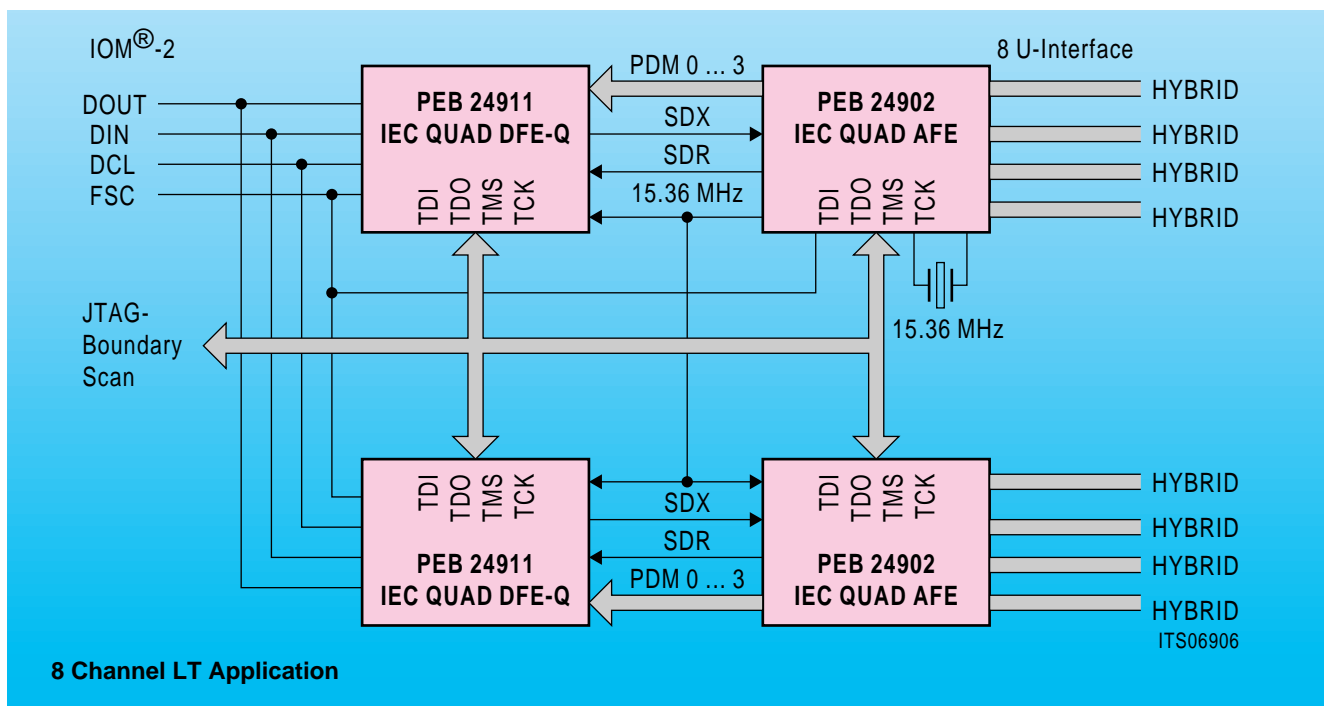 IOM®-2
8 U-Interface
DOUT
DIN
DCL
FSC
PEB 24911
IEC QUAD DFE-Q
TDI
TDO
TMS
TCK
PDM 0 ... 3
SDX
SDR
15.36 MHz
PEB 24902
IEC QUAD AFE
TDI
TDO
TMS
TCK
HYBRID
HYBRID
HYBRID
HYBRID
15.36 MHz
JTAG-
Boundary
Scan
TDI
TDO
TMS
TCK
PEB 24911
IEC QUAD DFE-Q
SDX
SDR
PDM 0 ... 3
TDI
TDO
TMS
TCK
PEB 24902
IEC QUAD AFE
HYBRID
HYBRID
HYBRID
HYBRID
ITS06906
8 Channel LT Application